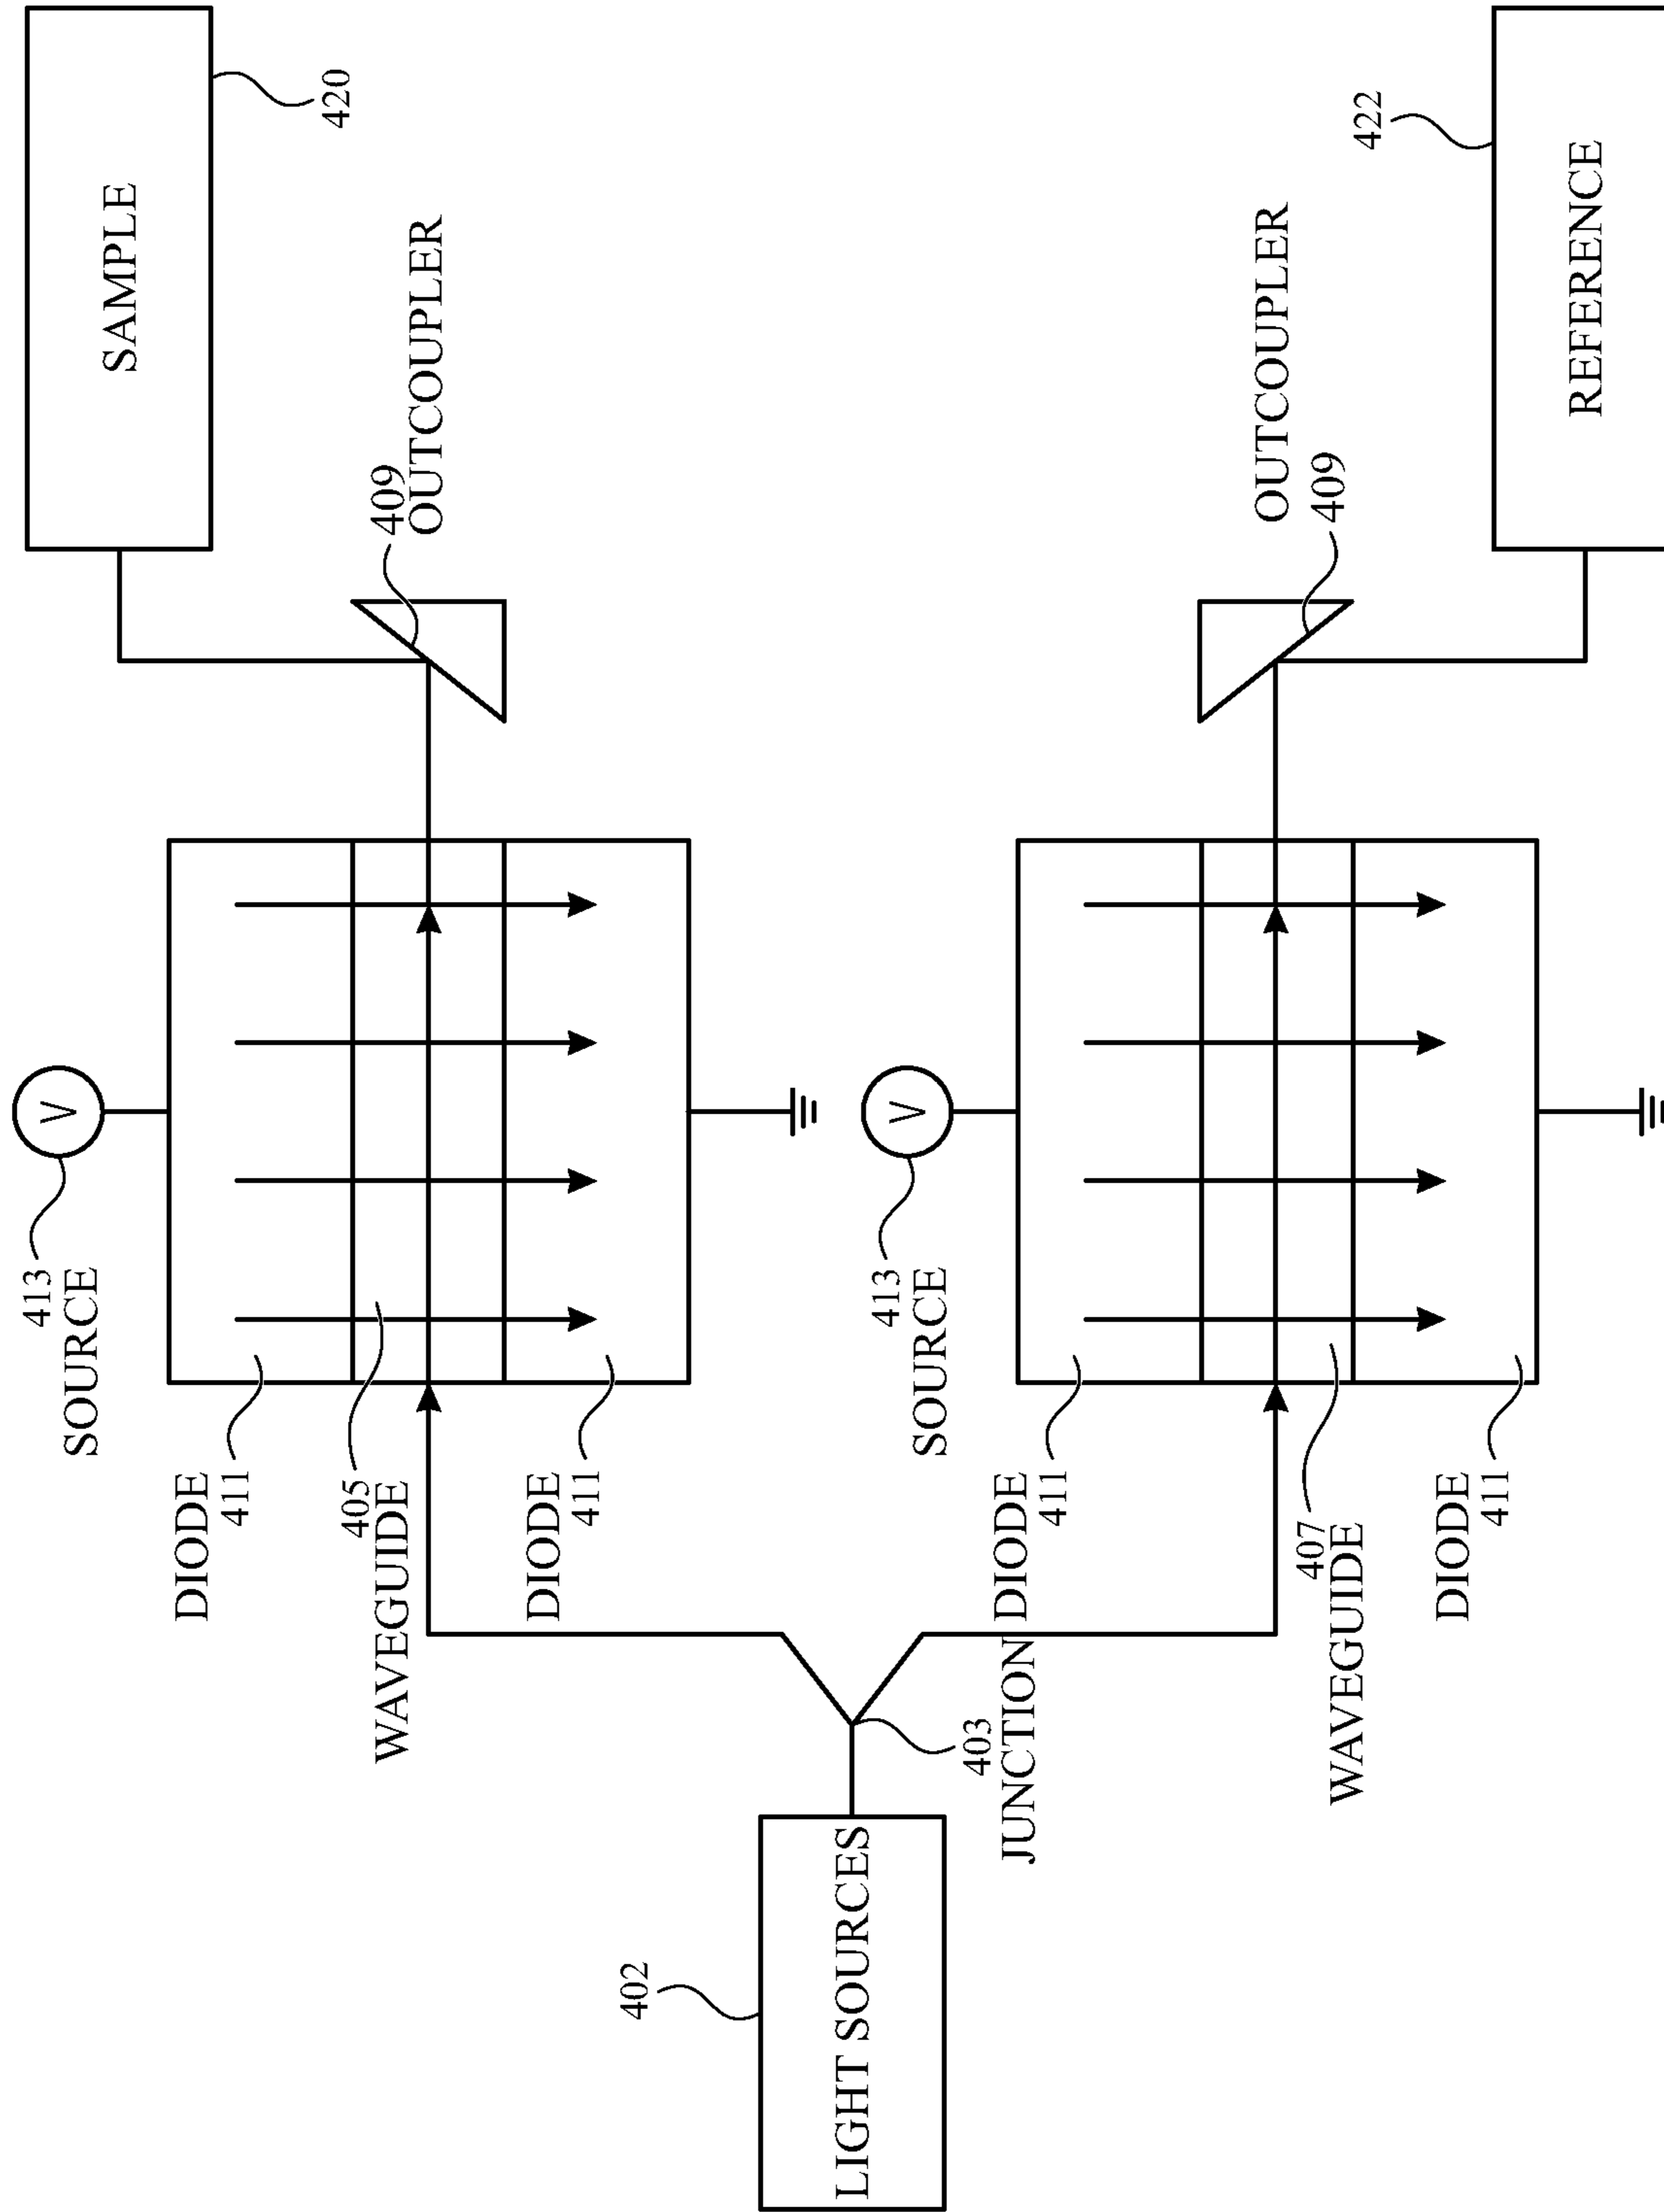 LIGHT SOURCES
402
403
JUNCTION
413
SOURCE
DIODE
411
405
WAVEGUIDE
DIODE
411
409
OUTCOUPLER
SAMPLE
420
V
413
SOURCE
DIODE
411
407
WAVEGUIDE
DIODE
411
V
OUTCOUPLER
409
422
REFERENCE